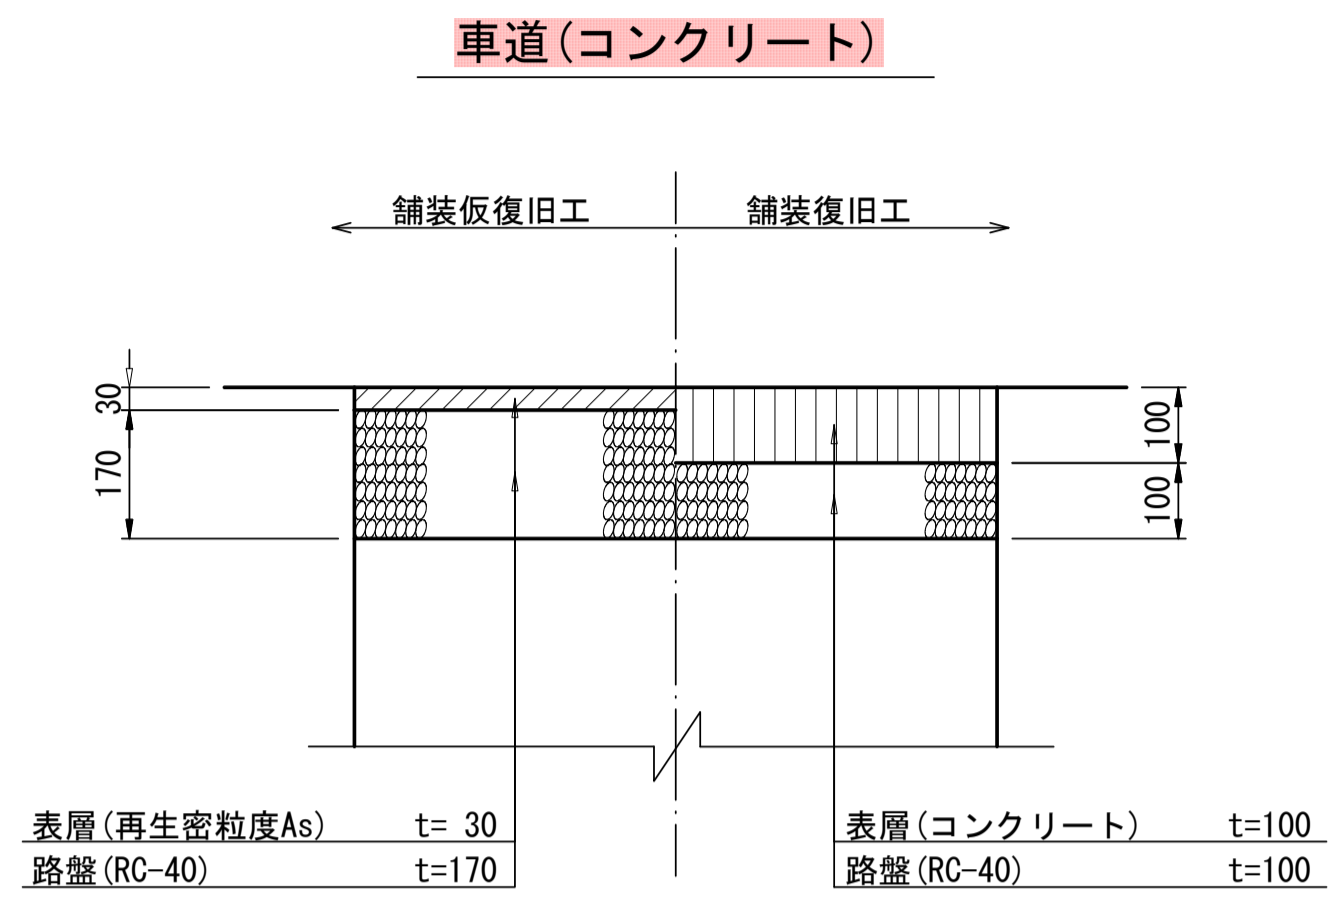 車道(コンクリート)
舗装仮復旧工 舗装復旧工
30
170
100
100
表層(再生密粒度As) t= 30
路盤(RC-40) t=170
表層(コンクリート) t=100
路盤(RC-40) t=100